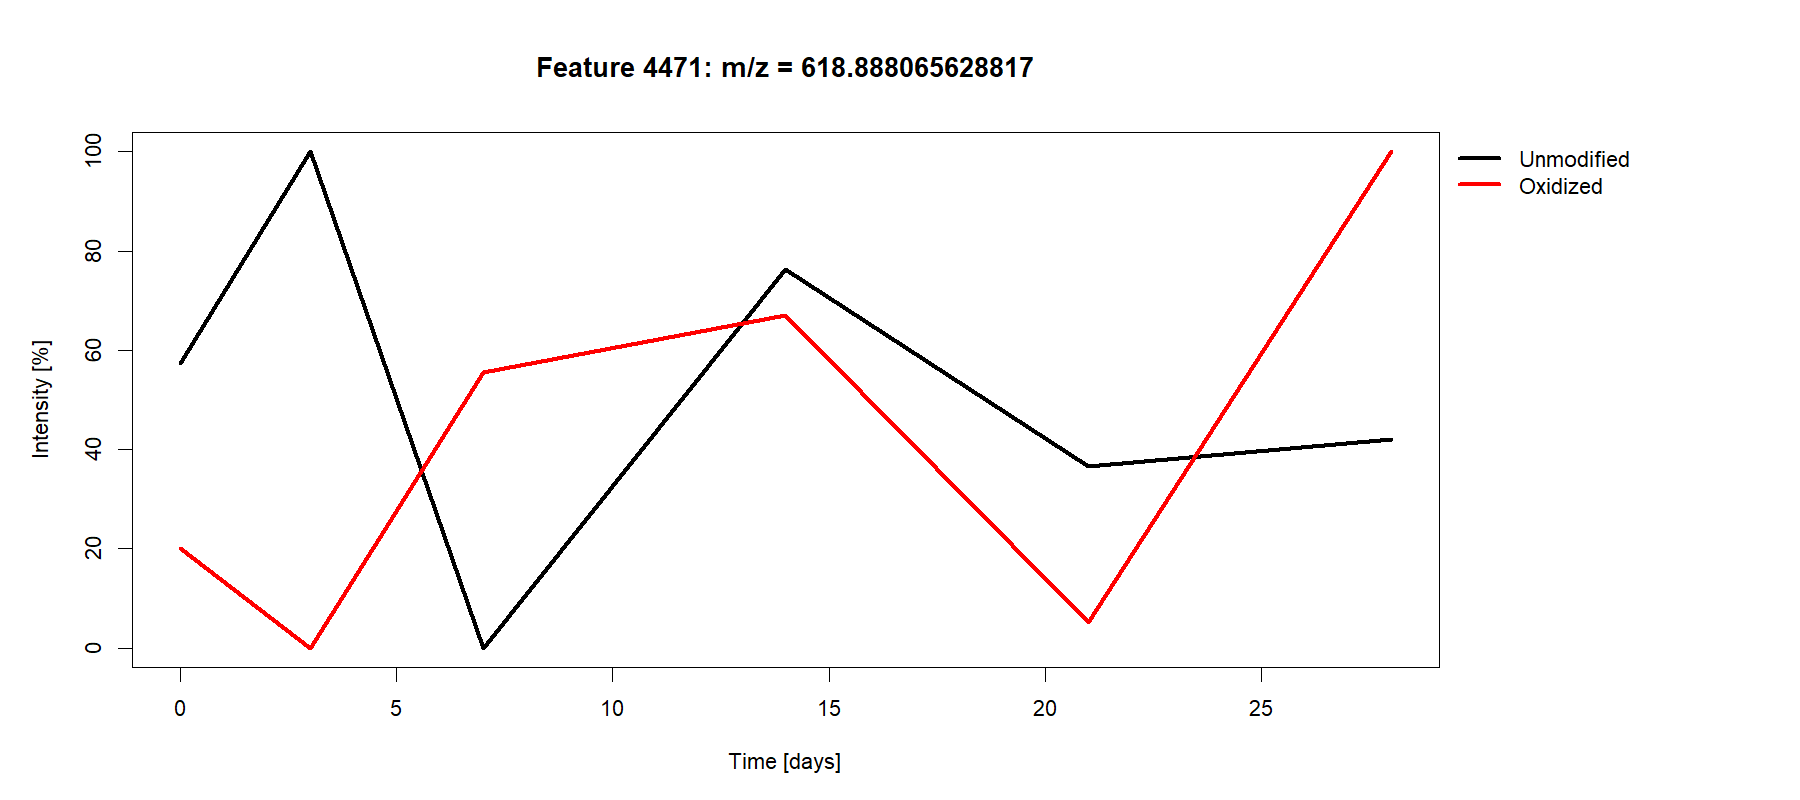 Feature 4471: m/z = 618.888065628817
Unmodified
Oxidized
Intensity [%]
100
80
60
40
20
0
0 5 10 15 20 25
Time [days]